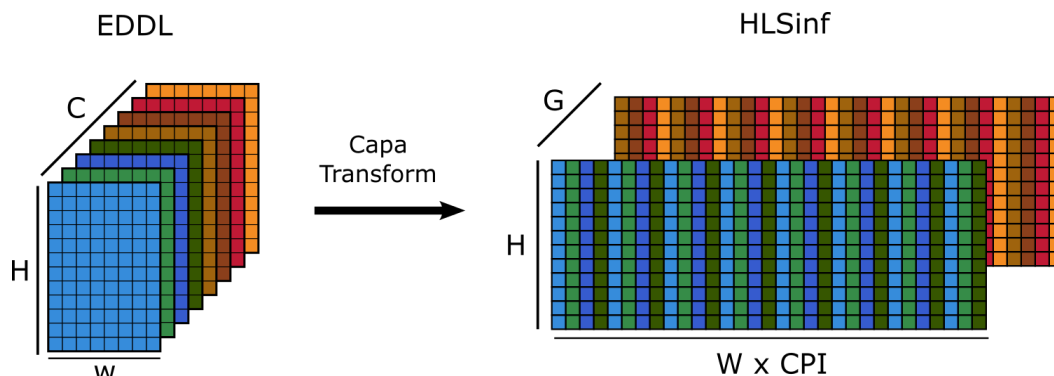 EDDL
HLSinf
C
G
Capa
Transform
H
H
W
W x CPI